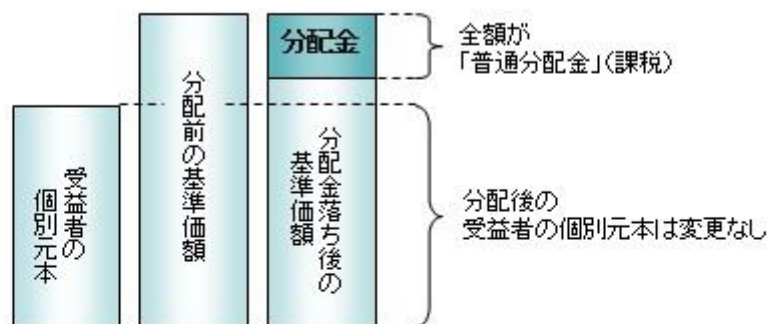 受益者の
個別元本
分配前の基準価額
分配金
分配金落ち後の
基準価額
全額が
「普通分配金」(課税)
分配後の
受益者の個別元本は変更なし